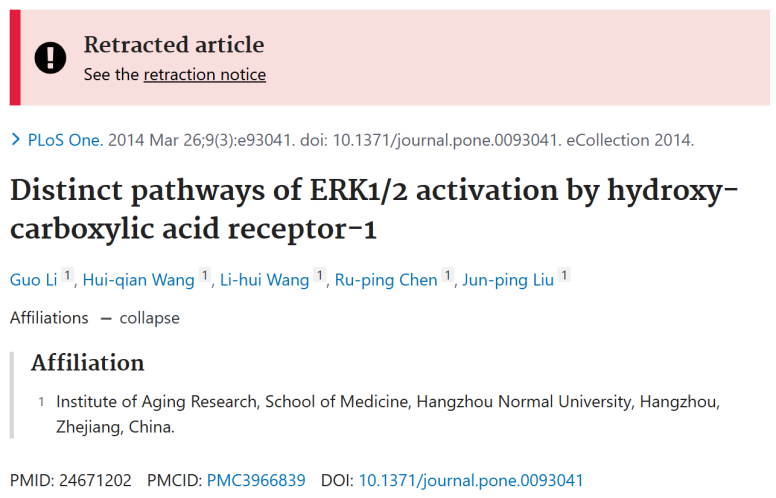 Retracted article
See the retraction notice
PLoS One. 2014 Mar 26;9(3):e93041. doi: 10.1371/journal.pone.0093041. eCollection 2014.
Distinct pathways of ERK1/2 activation by hydroxy-
carboxylic acid receptor-1
Guo Li 1, Hui-qian Wang 1, Li-hui Wang 1, Ru-ping Chen 1, Jun-ping Liu 1
Affiliations — collapse
Affiliation
1 Institute of Aging Research, School of Medicine, Hangzhou Normal University, Hangzhou,
Zhejiang, China.
PMID: 24671202 PMCID: PMC3966839 DOI: 10.1371/journal.pone.0093041